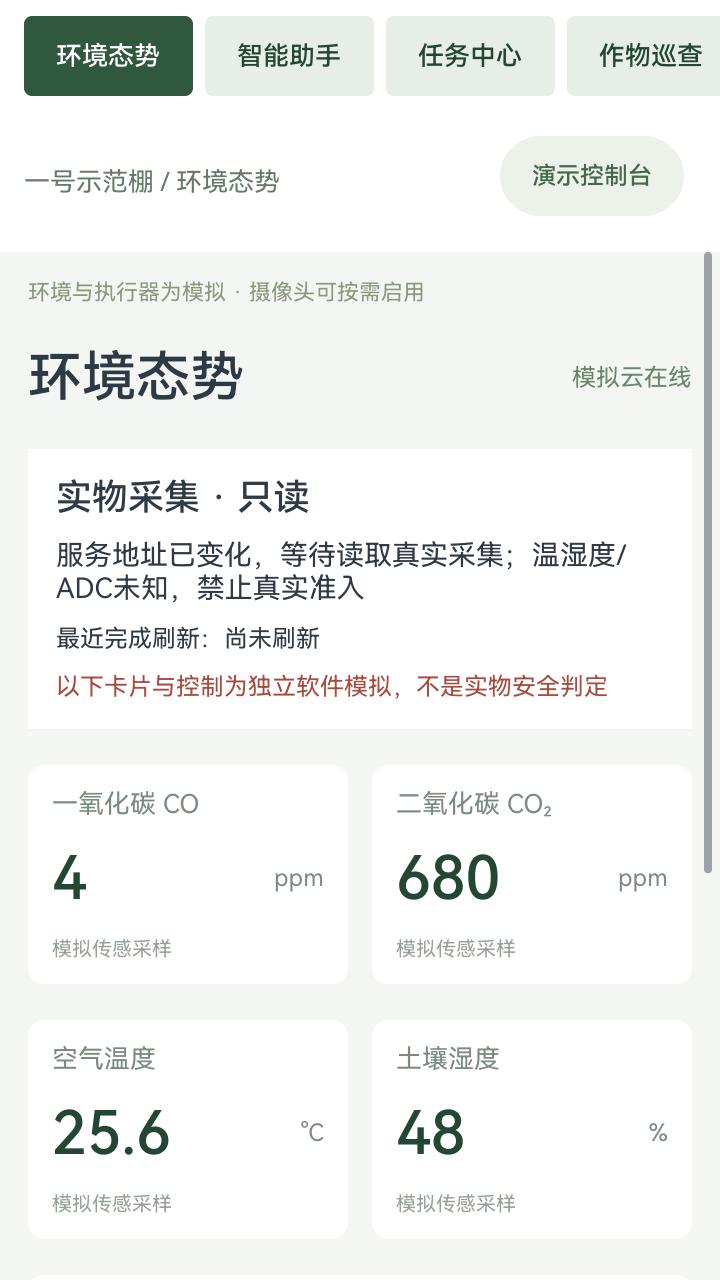 环境态势
智能助手
任务中心
作物巡查
一号示范棚 / 环境态势
演示控制台
环境与执行器为模拟 · 摄像头可按需启用
环境态势
模拟云在线
实物采集 · 只读
服务地址已变化，等待读取真实采集；温湿度/
ADC未知，禁止真实准入
最近完成刷新：尚未刷新
以下卡片与控制为独立软件模拟，不是实物安全判定
一氧化碳 CO
4
ppm
模拟传感采样
二氧化碳 CO₂
680
ppm
模拟传感采样
空气温度
25.6
℃
模拟传感采样
土壤湿度
48
%
模拟传感采样